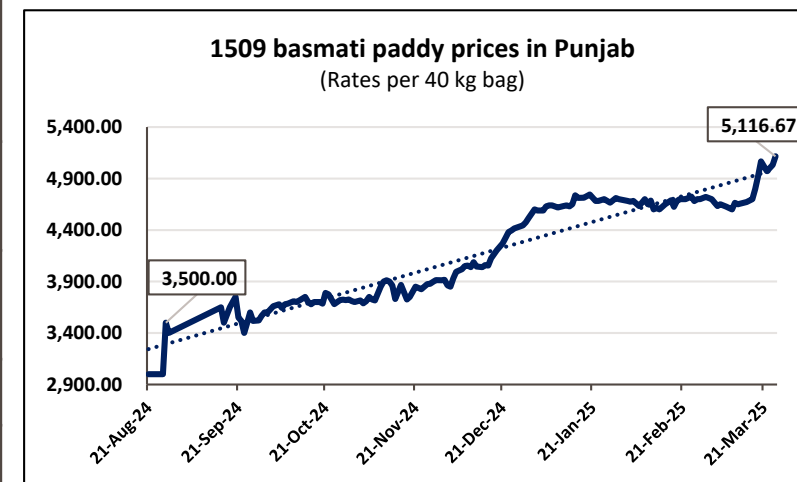 1509 basmati paddy prices in Punjab
(Rates per 40 kg bag)
5,400.00
4,900.00
4,400.00
3,900.00
3,400.00
2,900.00
5,116.67
3,500.00
21-Aug-24
21-Sep-24
21-Oct-24
21-Nov-24
21-Dec-24
21-Jan-25
21-Feb-25
21-Mar-25